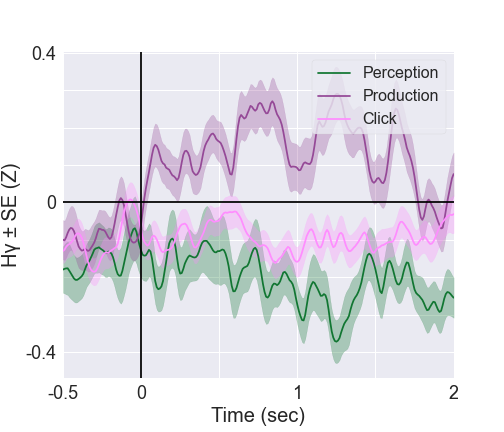 0.4
Perception
Production
Click
Hγ ± SE (Z)
0
-0.4
-0.5
0
1
2
Time (sec)